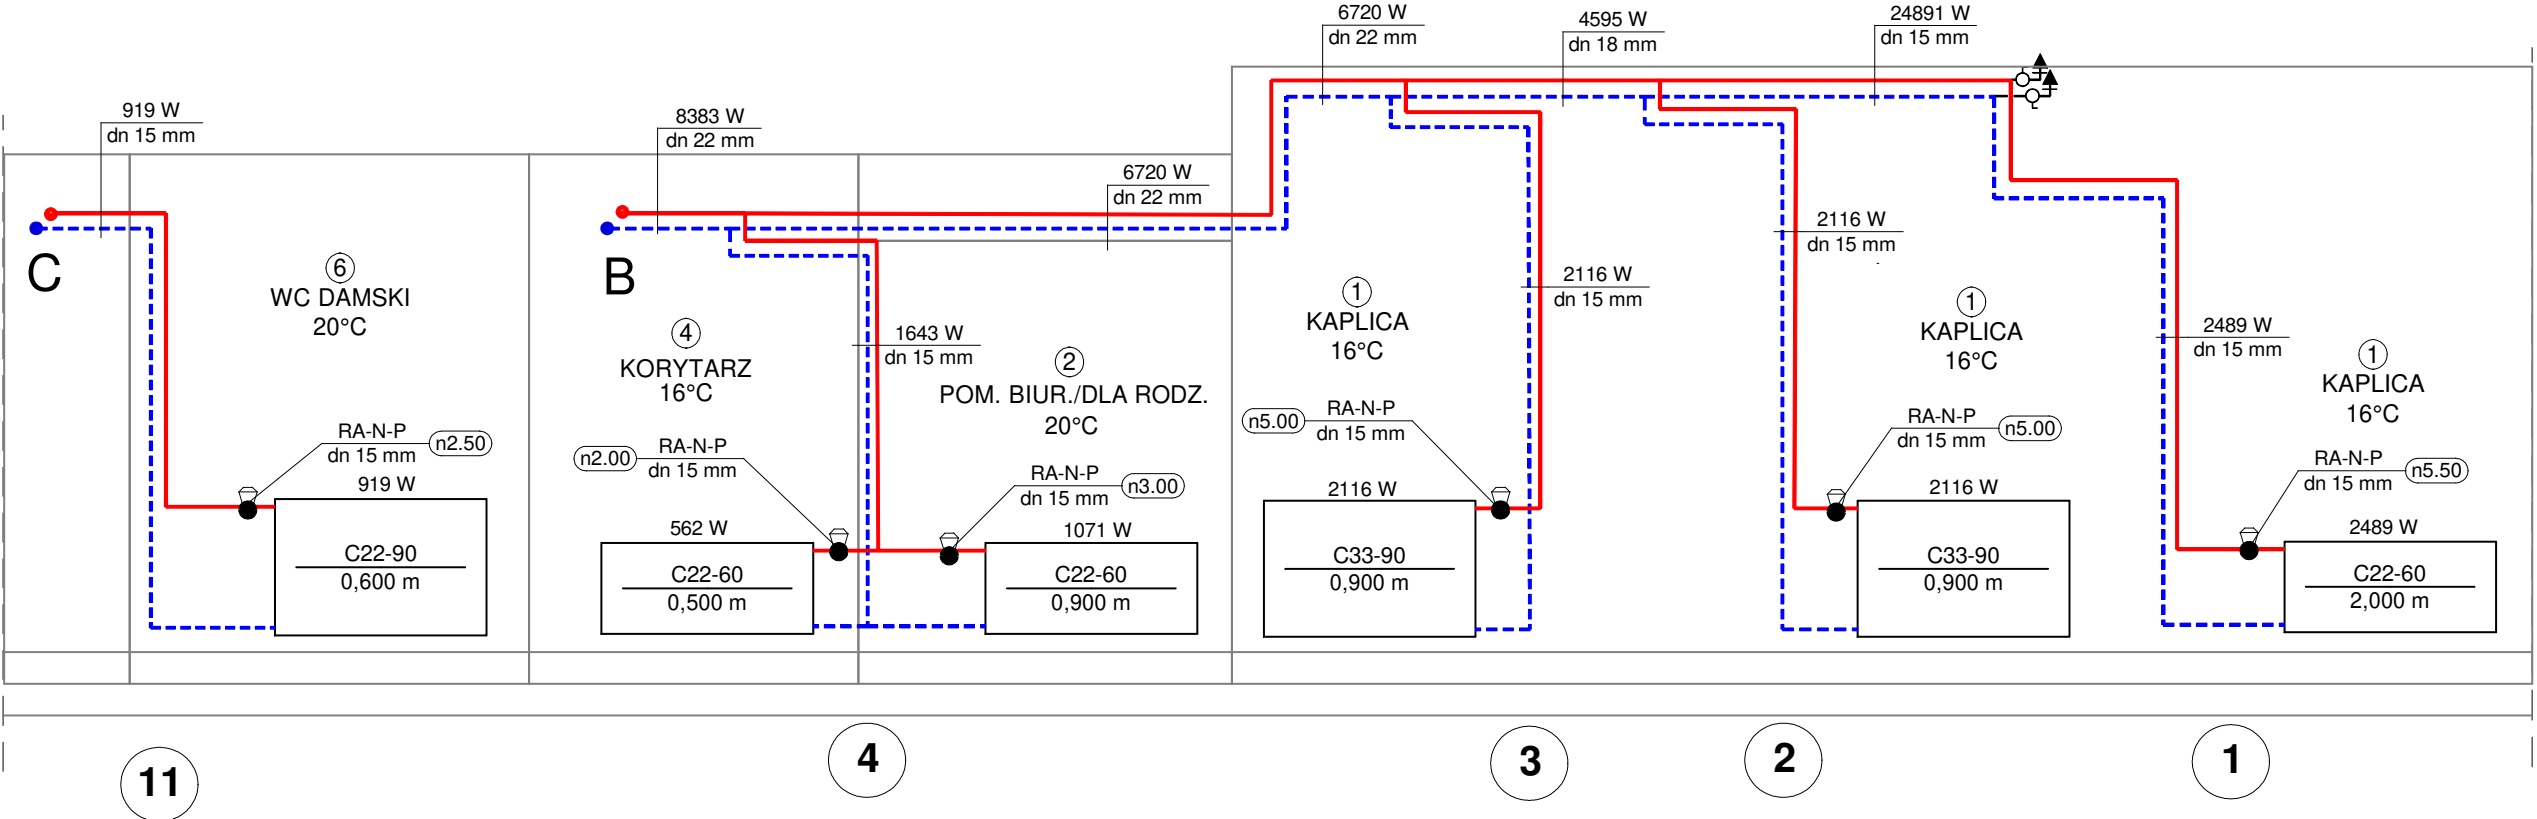 6720 W
dn 22 mm
4595 W
dn 18 mm
24891 W
dn 15 mm
919 W
dn 15 mm
8383 W
dn 22 mm
6720 W
dn 22 mm
C
6
WC DAMSKI
20°C
B
4
KORYTARZ
16°C
1643 W
dn 15 mm
2
POM. BIUR./DLA RODZ.
20°C
1
KAPLICA
16°C
2116 W
dn 15 mm
2116 W
dn 15 mm
1
KAPLICA
16°C
2489 W
dn 15 mm
1
KAPLICA
16°C
RA-N-P
dn 15 mm
n2.50
919 W
C22-90
0,600 m
n2.00
RA-N-P
dn 15 mm
562 W
C22-60
0,500 m
RA-N-P
dn 15 mm
n3.00
1071 W
C22-60
0,900 m
n5.00
RA-N-P
dn 15 mm
2116 W
C33-90
0,900 m
RA-N-P
dn 15 mm
n5.00
2116 W
C33-90
0,900 m
RA-N-P
dn 15 mm
n5.50
2489 W
C22-60
2,000 m
11
4
3
2
1